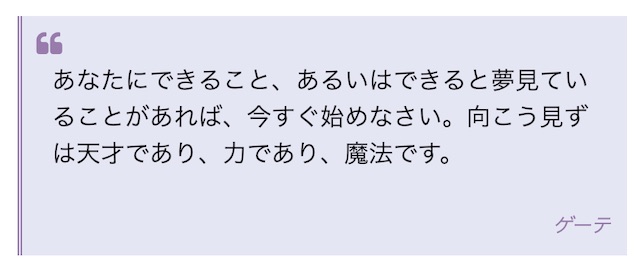 あなたにできること、あるいはできると夢見てい
ることがあれば、今すぐ始めなさい。向こう見ず
は天才であり、力であり、魔法です。
ゲーテ